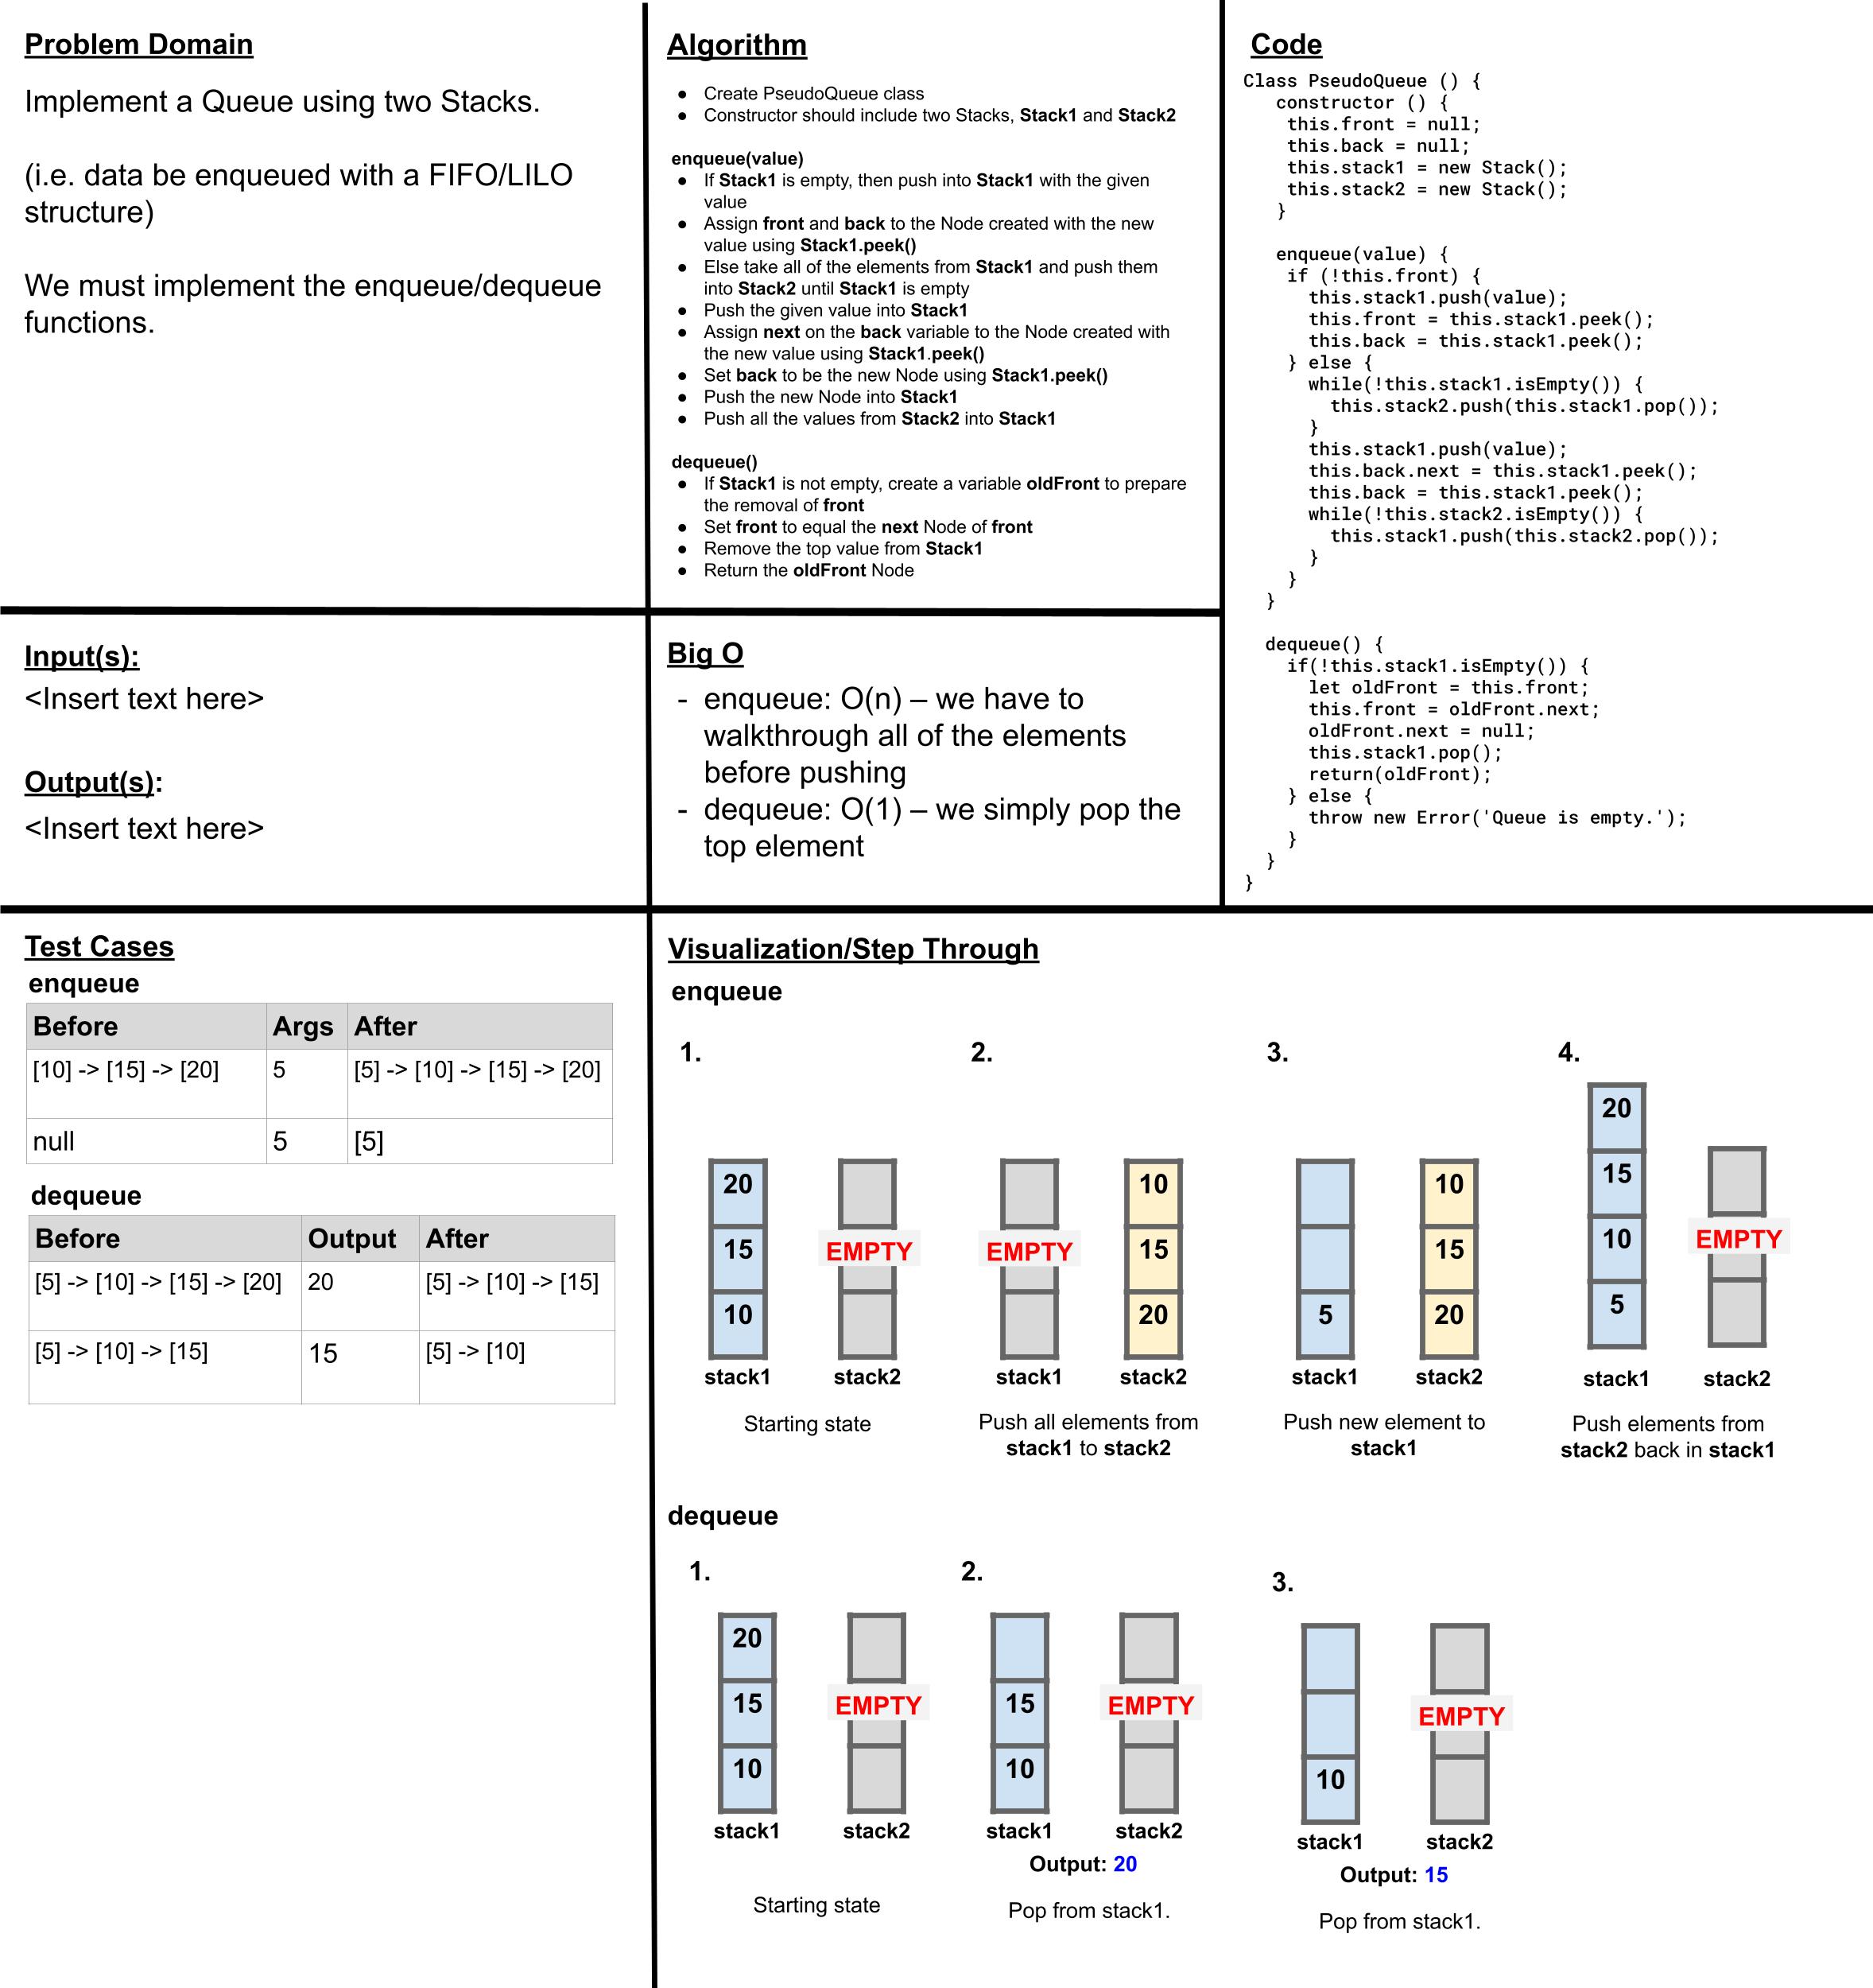 Problem Domain
Implement a Queue using two Stacks.
(i.e. data be enqueued with a FIFO/LILO
structure)
We must implement the enqueue/dequeue
functions.
Algorithm
● Create PseudoQueue class
● Constructor should include two Stacks, Stack1 and Stack2
enqueue(value)
● If Stack1 is empty, then push into Stack1 with the given
value
● Assign front and back to the Node created with the new
value using Stack1.peek()
● Else take all of the elements from Stack1 and push them
into Stack2 until Stack1 is empty
● Push the given value into Stack1
● Assign next on the back variable to the Node created with
the new value using Stack1.peek()
● Set back to be the new Node using Stack1.peek()
● Push the new Node into Stack1
● Push all the values from Stack2 into Stack1
dequeue()
● If Stack1 is not empty, create a variable oldFront to prepare
the removal of front
● Set front to equal the next Node of front
● Remove the top value from Stack1
● Return the oldFront Node
Code
Class PseudoQueue () {
constructor () {
this.front = null;
this.back = null;
this.stack1 = new Stack();
this.stack2 = new Stack();
}
enqueue(value) {
if (!this.front) {
this.stack1.push(value);
this.front = this.stack1.peek();
this.back = this.stack1.peek();
} else {
while(!this.stack1.isEmpty()) {
this.stack2.push(this.stack1.pop());
}
this.stack1.push(value);
this.back.next = this.stack1.peek();
this.back = this.stack1.peek();
while(!this.stack2.isEmpty()) {
this.stack1.push(this.stack2.pop());
}
}
}
dequeue() {
if(!this.stack1.isEmpty()) {
let oldFront = this.front;
this.front = oldFront.next;
oldFront.next = null;
this.stack1.pop();
return(oldFront);
} else {
throw new Error('Queue is empty.');
}
}
}
Input(s):
<Insert text here>
Output(s):
<Insert text here>
Big O
- enqueue: O(n) – we have to
walkthrough all of the elements
before pushing
- dequeue: O(1) – we simply pop the
top element
Test Cases
enqueue
Before Args After
[10] -> [15] -> [20] 5 [5] -> [10] -> [15] -> [20]
null 5 [5]
dequeue
Before Output After
[5] -> [10] -> [15] -> [20] 20 [5] -> [10] -> [15]
[5] -> [10] -> [15] 15 [5] -> [10]
Visualization/Step Through
enqueue
1.
20
15
10
EMPTY
stack1 stack2
Starting state
2.
EMPTY
10
15
20
stack1 stack2
Push all elements from
stack1 to stack2
3.
5
10
15
20
stack1 stack2
Push new element to
stack1
4.
20
15
10
5
EMPTY
stack1 stack2
Push elements from
stack2 back in stack1
dequeue
1.
20
15
10
EMPTY
stack1 stack2
Starting state
2.
15
10
EMPTY
stack1 stack2
Output: 20
Pop from stack1.
3.
10
EMPTY
stack1 stack2
Output: 15
Pop from stack1.